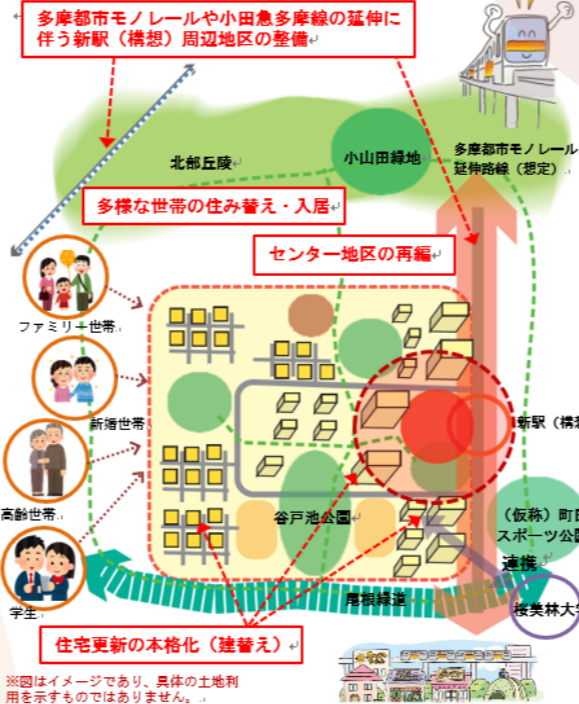 多摩都市モノレールや小田急多摩線の延伸に
伴う新駅（構想）周辺地区の整備
北部丘陵
小山田緑地
多摩都市モノレール
延伸路線（想定）
多様な世帯の住み替え・入居
センター地区の再編
ファミリー世帯
新婚世帯
新駅（構想
高齢世帯
谷戸池公園
（仮称）町田
スポーツ公園
連携
学生
尾根緑道
桜美林大学
住宅更新の本格化（建替え）
※図はイメージであり、具体の土地利
用を示すものではありません。